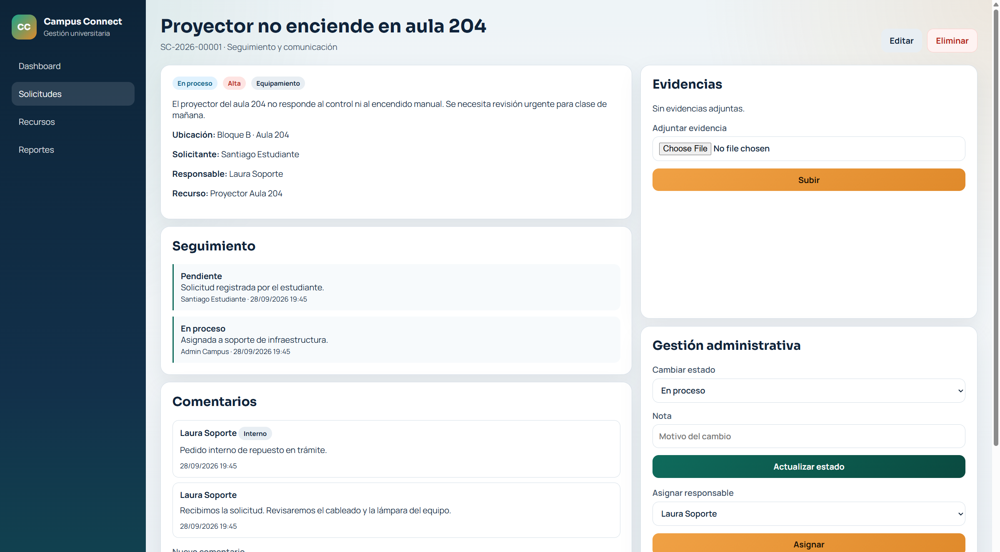 CC
Campus Connect
Gestión universitaria
Dashboard
Solicitudes
Recursos
Reportes
Proyector no enciende en aula 204
SC-2026-00001 · Seguimiento y comunicación
Editar
Eliminar
En proceso
Alta
Equipamiento
El proyector del aula 204 no responde al control ni al encendido manual. Se necesita revisión urgente para clase de
mañana.
Ubicación: Bloque B · Aula 204
Solicitante: Santiago Estudiante
Responsable: Laura Soporte
Recurso: Proyector Aula 204
Seguimiento
Pendiente
Solicitud registrada por el estudiante.
Santiago Estudiante · 28/09/2026 19:45
En proceso
Asignada a soporte de infraestructura.
Admin Campus · 28/09/2026 19:45
Comentarios
Laura Soporte Interno
Pedido interno de repuesto en trámite.
28/09/2026 19:45
Laura Soporte
Recibimos la solicitud. Revisaremos el cableado y la lámpara del equipo.
28/09/2026 19:45
Nuevo comentario
Evidencias
Sin evidencias adjuntas.
Adjuntar evidencia
Choose File No file chosen
Subir
Gestión administrativa
Cambiar estado
En proceso
Nota
Motivo del cambio
Actualizar estado
Asignar responsable
Laura Soporte
Asignar